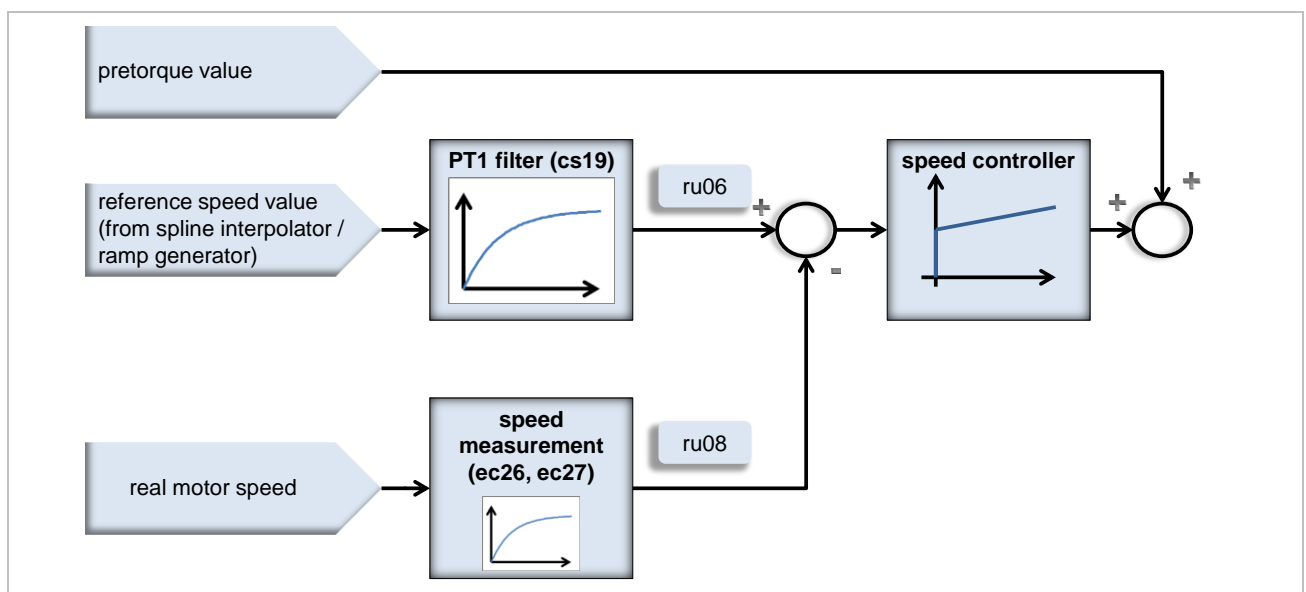 pretorque value
PT1 filter (cs19)
ru06
speed controller
reference speed value
(from spline interpolator /
ramp generator)
+
+
+
-
speed
measurement
(ec26, ec27)
ru08
real motor speed